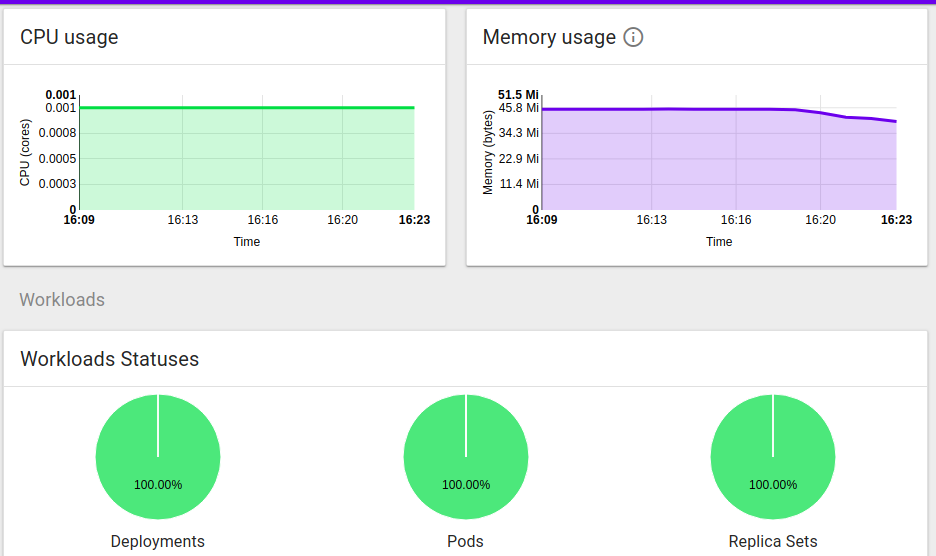 CPU usage
CPU (cores)
0.001
0.001
0.0008
0.0005
0.0003
0
16:09 16:13 16:16 16:20 16:23
Time
Memory usage
Memory (bytes)
51.5 Mi
45.8 Mi
34.3 Mi
22.9 Mi
11.4 Mi
0
16:09 16:13 16:16 16:20 16:23
Time
Workloads
Workloads Statuses
100.00% 100.00% 100.00%
Deployments Pods Replica Sets